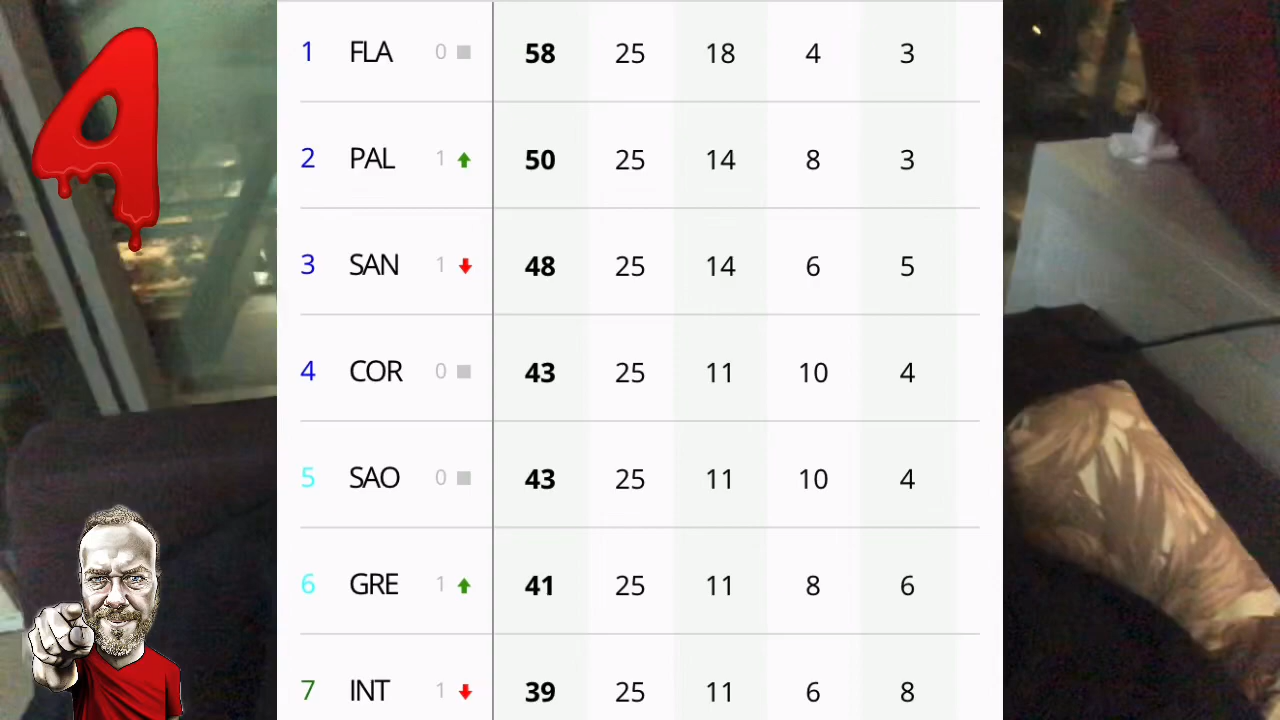 4
1 FLA 0 58 25 18 4 3
2 PAL 1 50 25 14 8 3
3 SAN 1 48 25 14 6 5
4 COR 0 43 25 11 10 4
5 SAO 0 43 25 11 10 4
6 GRE 1 41 25 11 8 6
7 INT 1 39 25 11 6 8